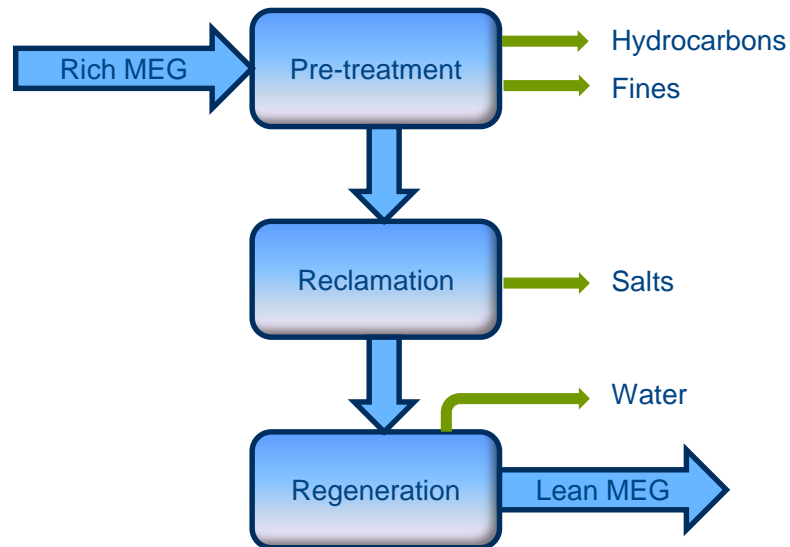 Rich MEG
Pre-treatment
Hydrocarbons
Fines
Reclamation
Salts
Water
Regeneration
Lean MEG